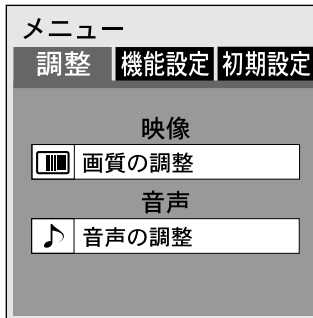 メニュー
調整 機能設定 初期設定
映像
画質の調整
音声
音声の調整